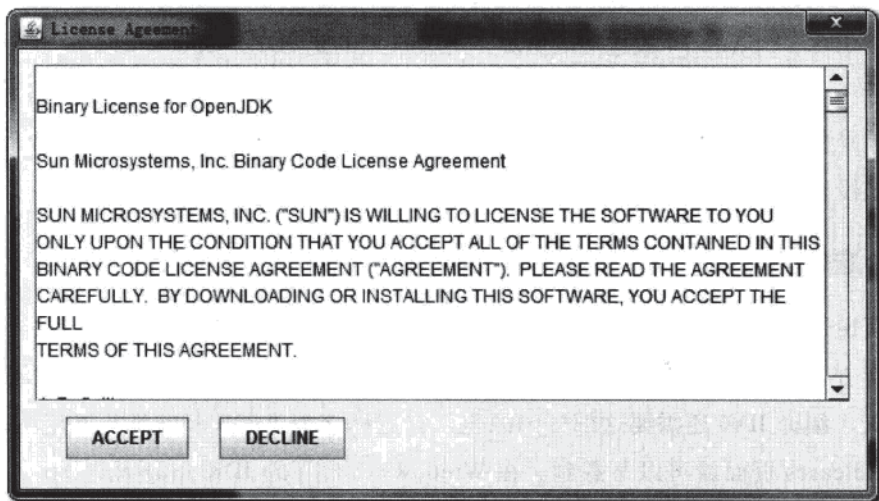 License Ageement
Binary License for OpenJDK
Sun Microsystems, Inc. Binary Code License Agreement
SUN MICROSYSTEMS, INC. ("SUN") IS WILLING TO LICENSE THE SOFTWARE TO YOU
ONLY UPON THE CONDITION THAT YOU ACCEPT ALL OF THE TERMS CONTAINED IN THIS
BINARY CODE LICENSE AGREEMENT ("AGREEMENT").  PLEASE READ THE AGREEMENT
CAREFULLY.  BY DOWNLOADING OR INSTALLING THIS SOFTWARE, YOU ACCEPT THE
FULL
TERMS OF THIS AGREEMENT.
ACCEPT DECLINE